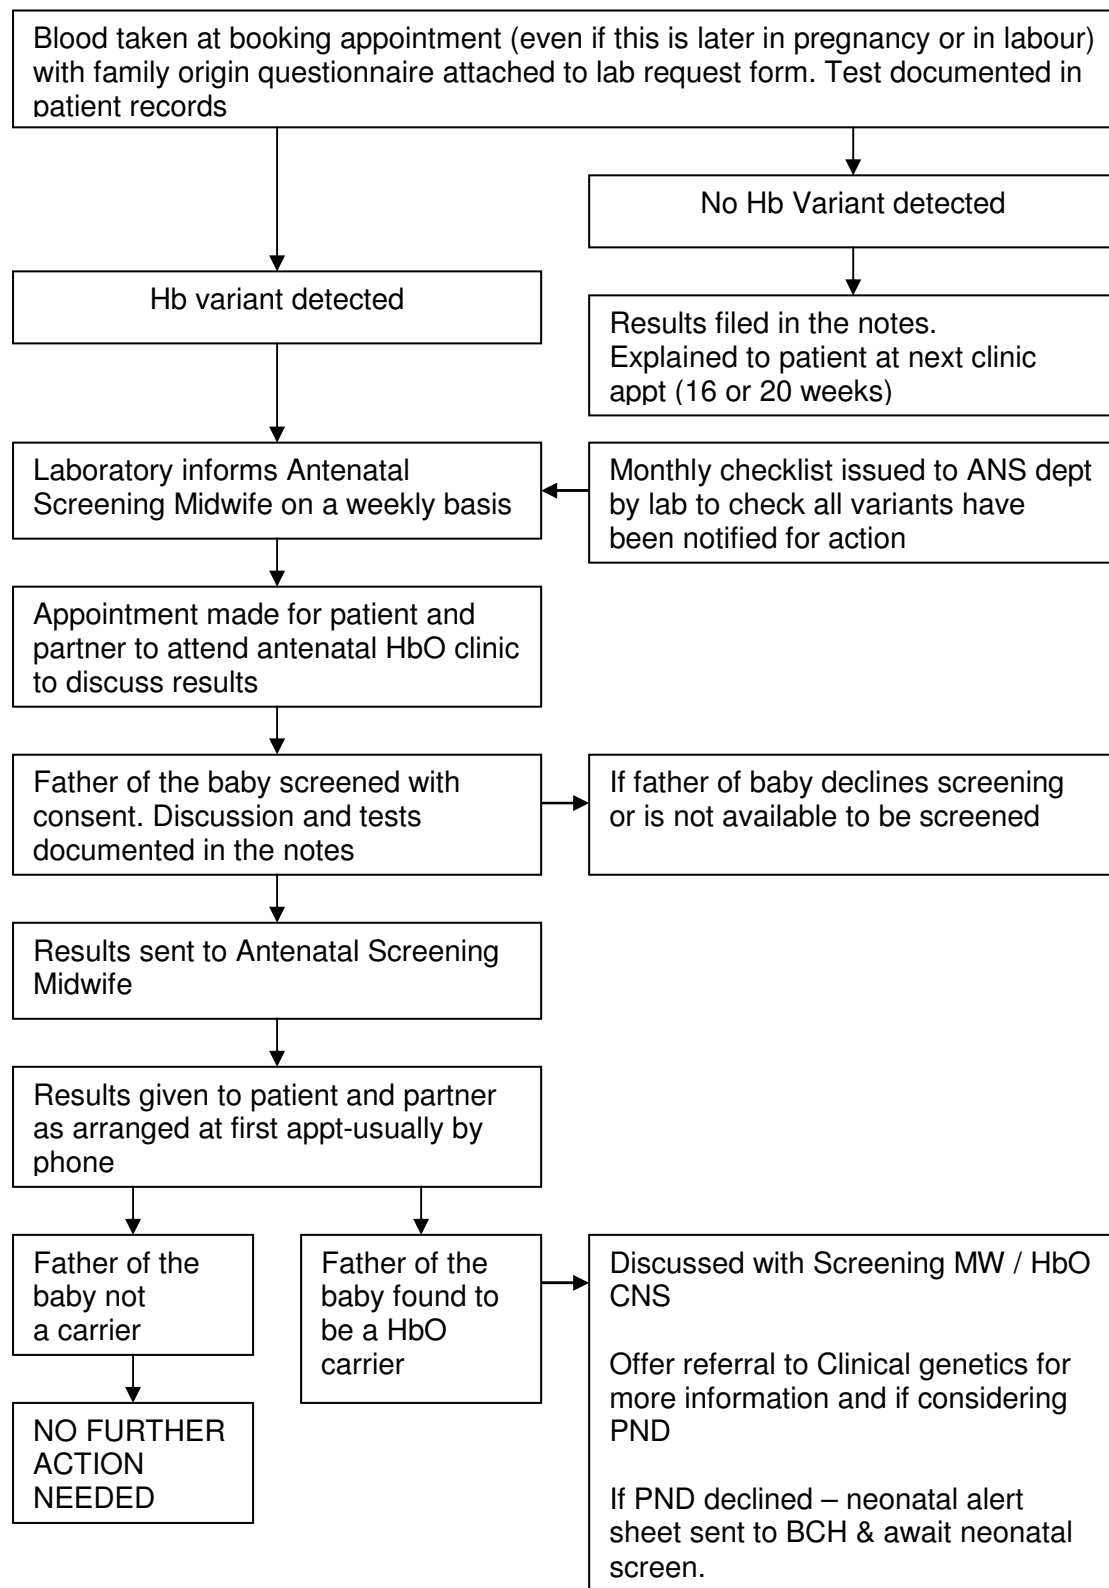 Blood taken at booking appointment (even if this is later in pregnancy or in labour)
with family origin questionnaire attached to lab request form. Test documented in
patient records
No Hb Variant detected
Hb variant detected
Results filed in the notes.
Explained to patient at next clinic
appt (16 or 20 weeks)
Laboratory informs Antenatal
Screening Midwife on a weekly basis
Monthly checklist issued to ANS dept
by lab to check all variants have
been notified for action
Appointment made for patient and
partner to attend antenatal HbO clinic
to discuss results
Father of the baby screened with
consent. Discussion and tests
documented in the notes
If father of baby declines screening
or is not available to be screened
Results sent to Antenatal Screening
Midwife
Results given to patient and partner
as arranged at first appt-usually by
phone
Father of the
baby not
a carrier
Father of the
baby found to
be a HbO
carrier
Discussed with Screening MW / HbO
CNS
Offer referral to Clinical genetics for
more information and if considering
PND
If PND declined – neonatal alert
sheet sent to BCH & await neonatal
screen.
NO FURTHER
ACTION
NEEDED